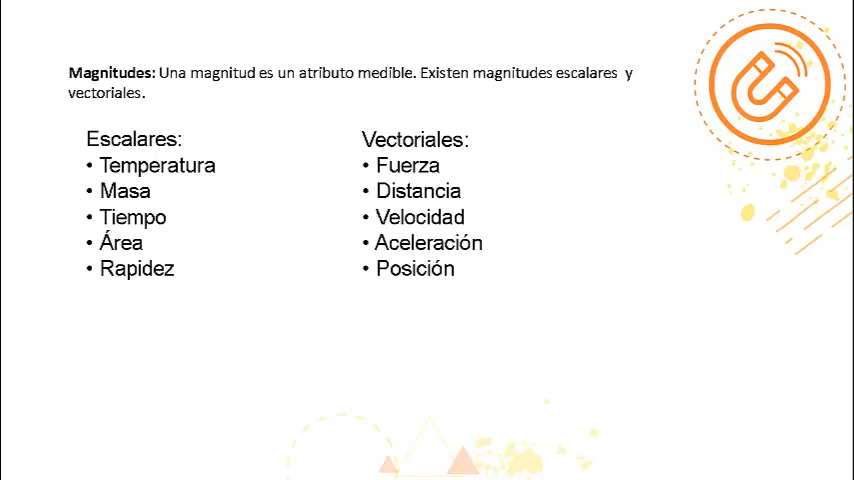 Magnitudes: Una magnitud es un atributo medible. Existen magnitudes escalares y
vectoriales.
Escalares:
• Temperatura
• Masa
• Tiempo
• Área
• Rapidez
Vectoriales:
• Fuerza
• Distancia
• Velocidad
• Aceleración
• Posición